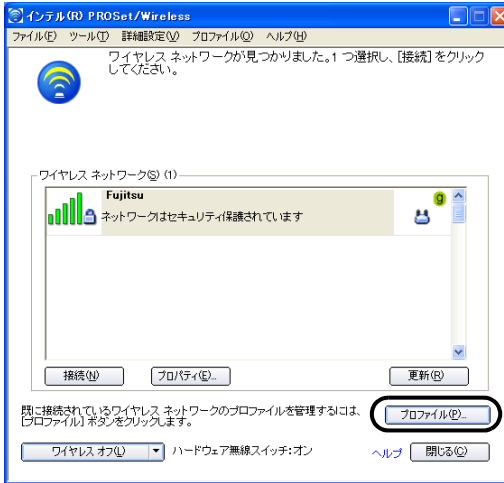 インテル(R) PROSet/Wireless
ファイル(F) ツール(T) 詳細設定(V) プロファイル(O) ヘルプ(H)
ワイヤレス ネットワークが見つかりました。1 つ選択し、[接続] をクリック
してください。
ワイヤレス ネットワーク(S) (1)
Fujitsu
g
ネットワークはセキュリティ保護されています
接続(N) プロパティ(E)... 更新(R)
既に接続されているワイヤレス ネットワークのプロファイルを管理するには、
[プロファイル] ボタンをクリックします。
プロファイル(P)...
ワイヤレス オフ(L) ハードウェア無線スイッチ:オン ヘルプ 閉じる(C)